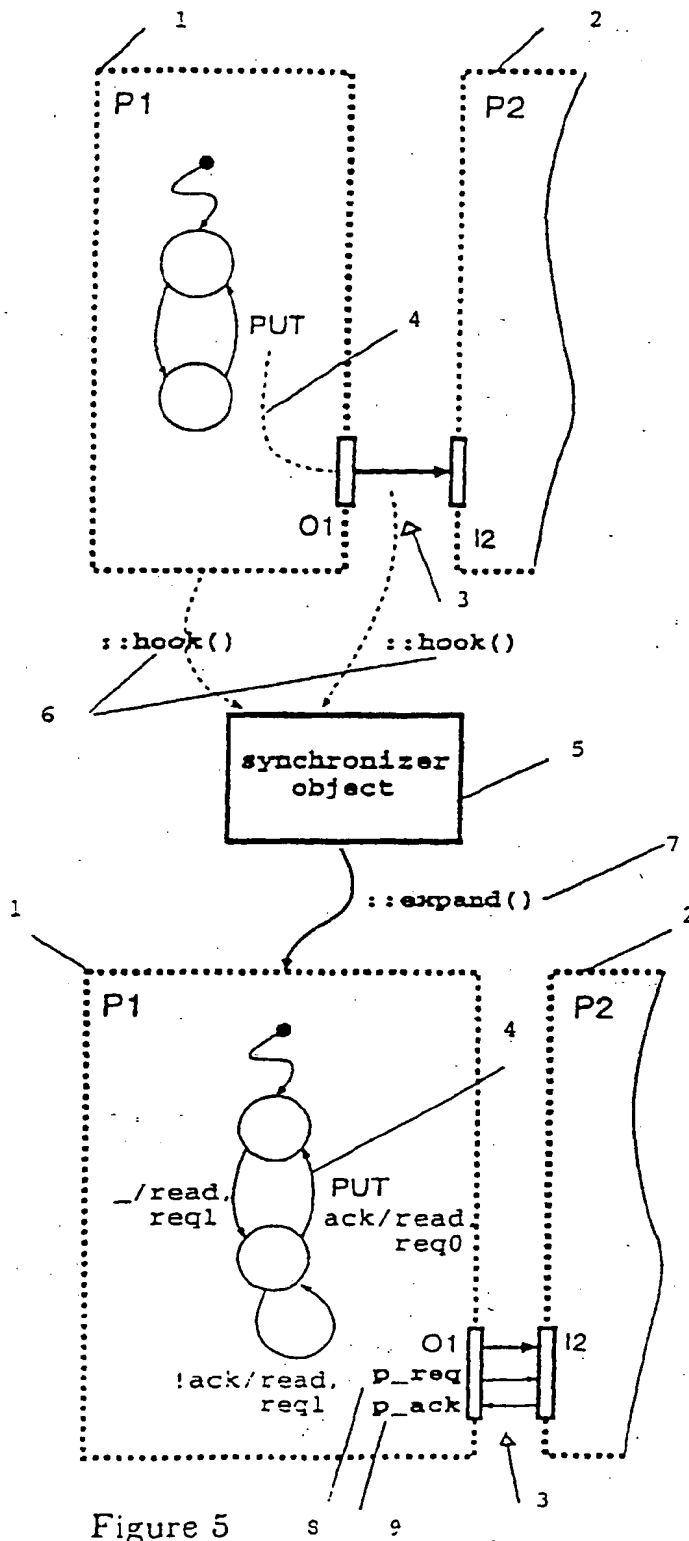 1 2
P1 P2
PUT 4
O1 I2
3
::hook() ::hook()
6
synchronizer
object
5
7
::expand()
1 2
P1 P2
4
_/read, PUT
req1 ack/read,
req0
O1 I2
!ack/read, p_req
req1 p_ack
3
Figure 5 8 9